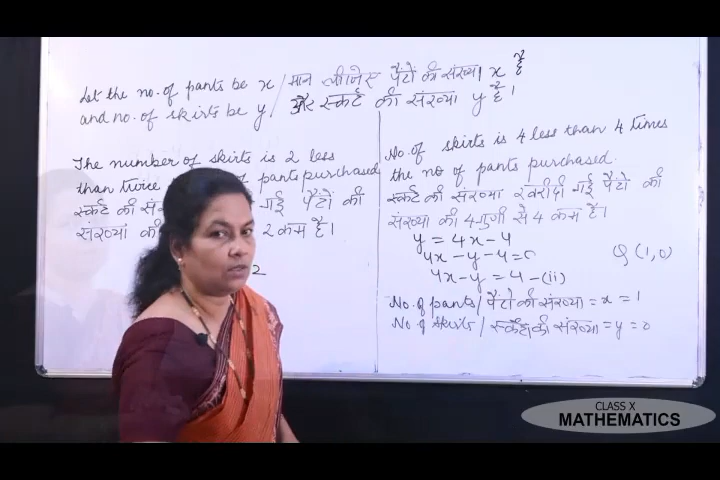 Let the no. of pants be x / मान लीजिए पैंटों की संख्या x है
and no. of skirts be y. और स्कर्ट की संख्या y है।
The number of skirts is 2 less
than twice of pants purchased
स्कर्ट की गई पैंटों की
संख्या की 2 कम है।
2
No. of skirts is 4 less than 4 times
the no of pants purchased.
स्कर्ट की संख्या खरीदी गई पैंटों की
संख्या की 4 गुणी से 4 कम है।
y = 4x - 4
4x - y - 4 = 0
4x - y = 4 - (ii)
Q (1, 0)
No. of pants / पैंटों की संख्या = x = 1
No. of skirts / स्कर्टों की संख्या = y = 0
CLASS X
MATHEMATICS